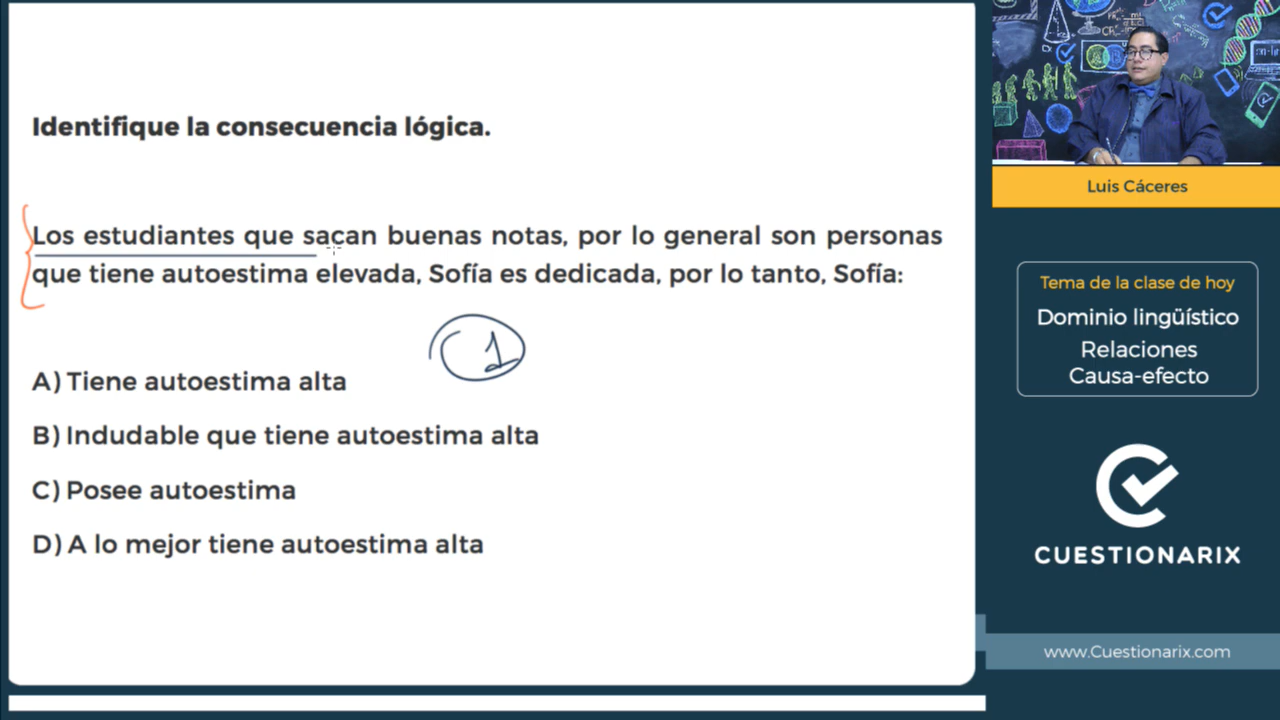 Identifique la consecuencia lógica.
Los estudiantes que sacan buenas notas, por lo general son personas
que tiene autoestima elevada, Sofía es dedicada, por lo tanto, Sofía:
1
A) Tiene autoestima alta
B) Indudable que tiene autoestima alta
C) Posee autoestima
D) A lo mejor tiene autoestima alta
Luis Cáceres
Tema de la clase de hoy
Dominio lingüístico
Relaciones
Causa-efecto
CUESTIONARIX
www.Cuestionarix.com